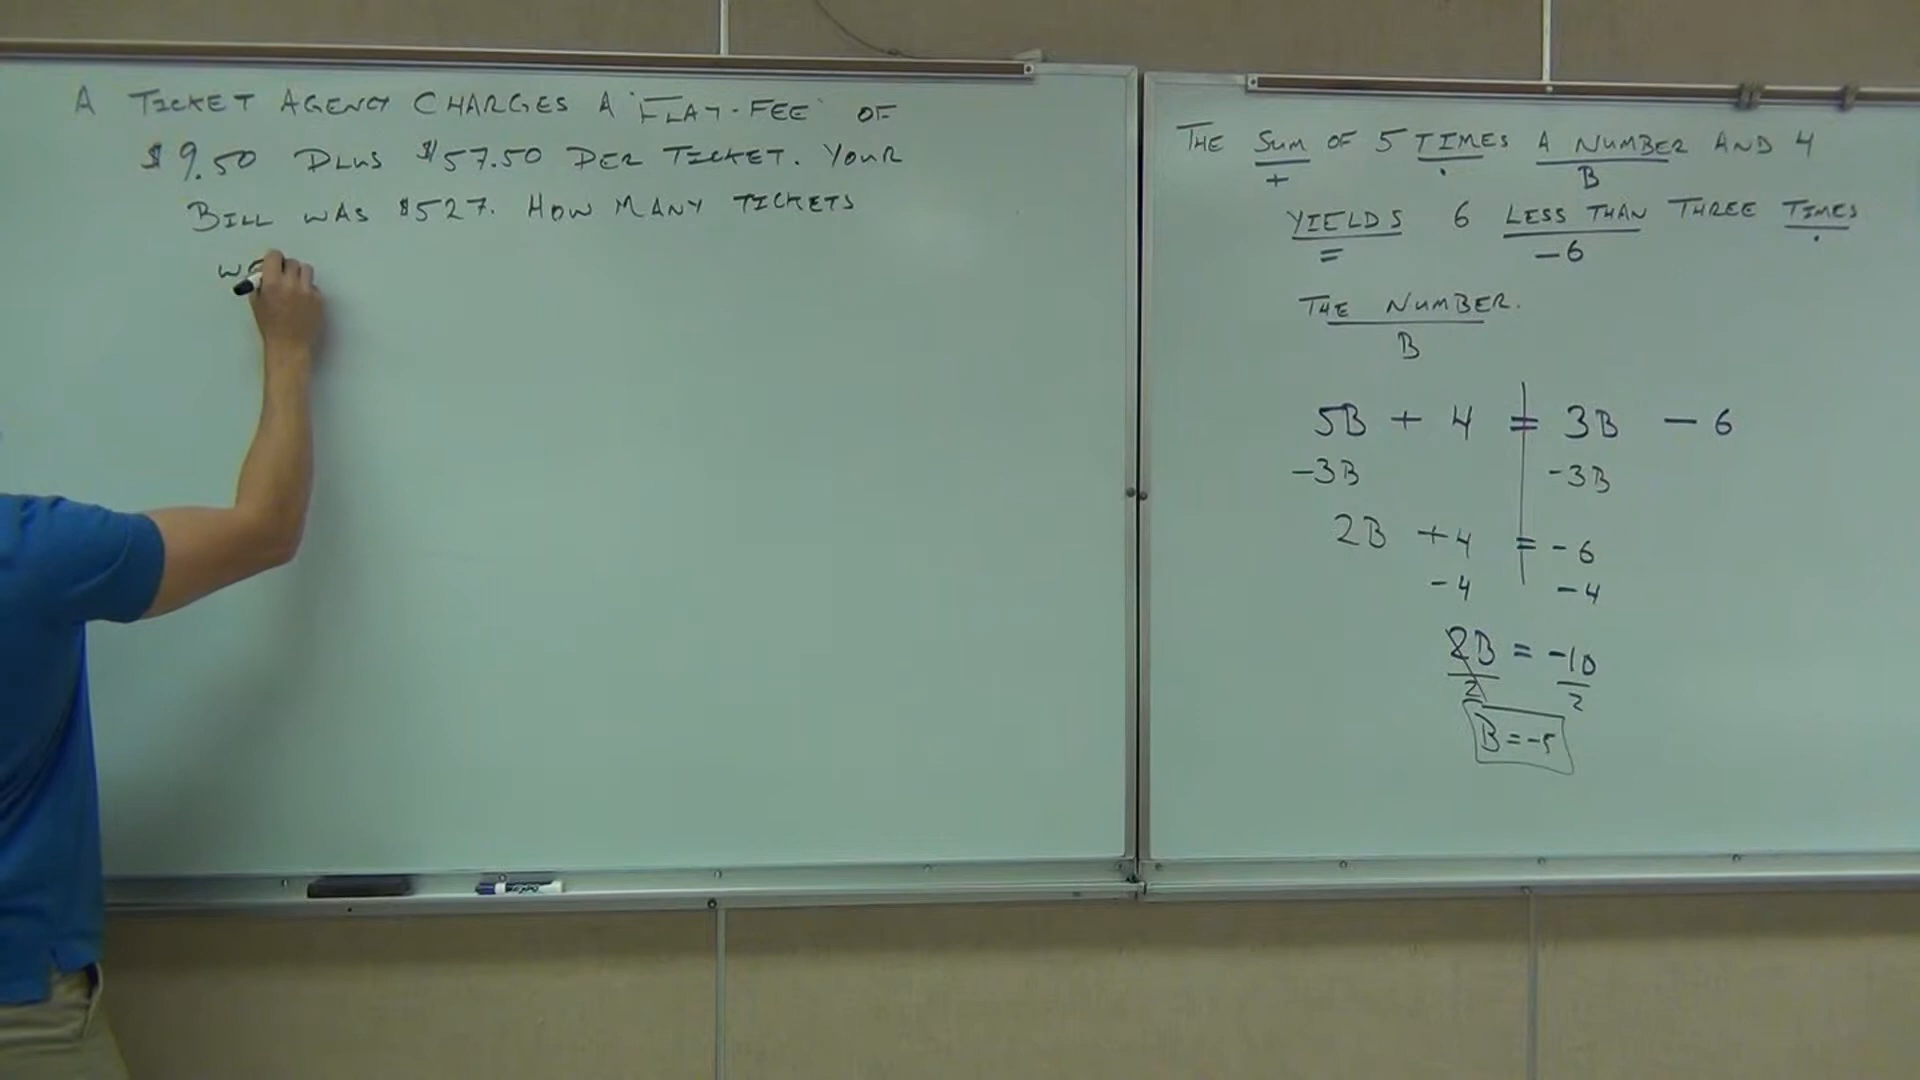 A TICKET AGENCY CHARGES A "FLAT-FEE" OF
$9.50 PLUS $57.50 PER TICKET. YOUR
BILL WAS $527. HOW MANY TICKETS
WE
THE SUM OF 5 TIMES A NUMBER AND 4
+ · B
YIELDS 6 LESS THAN THREE TIMES
= -6 ·
THE NUMBER.
B
5B + 4 = 3B - 6
-3B -3B
2B +4 = -6
-4 -4
2B = -10
2 2
B = -5